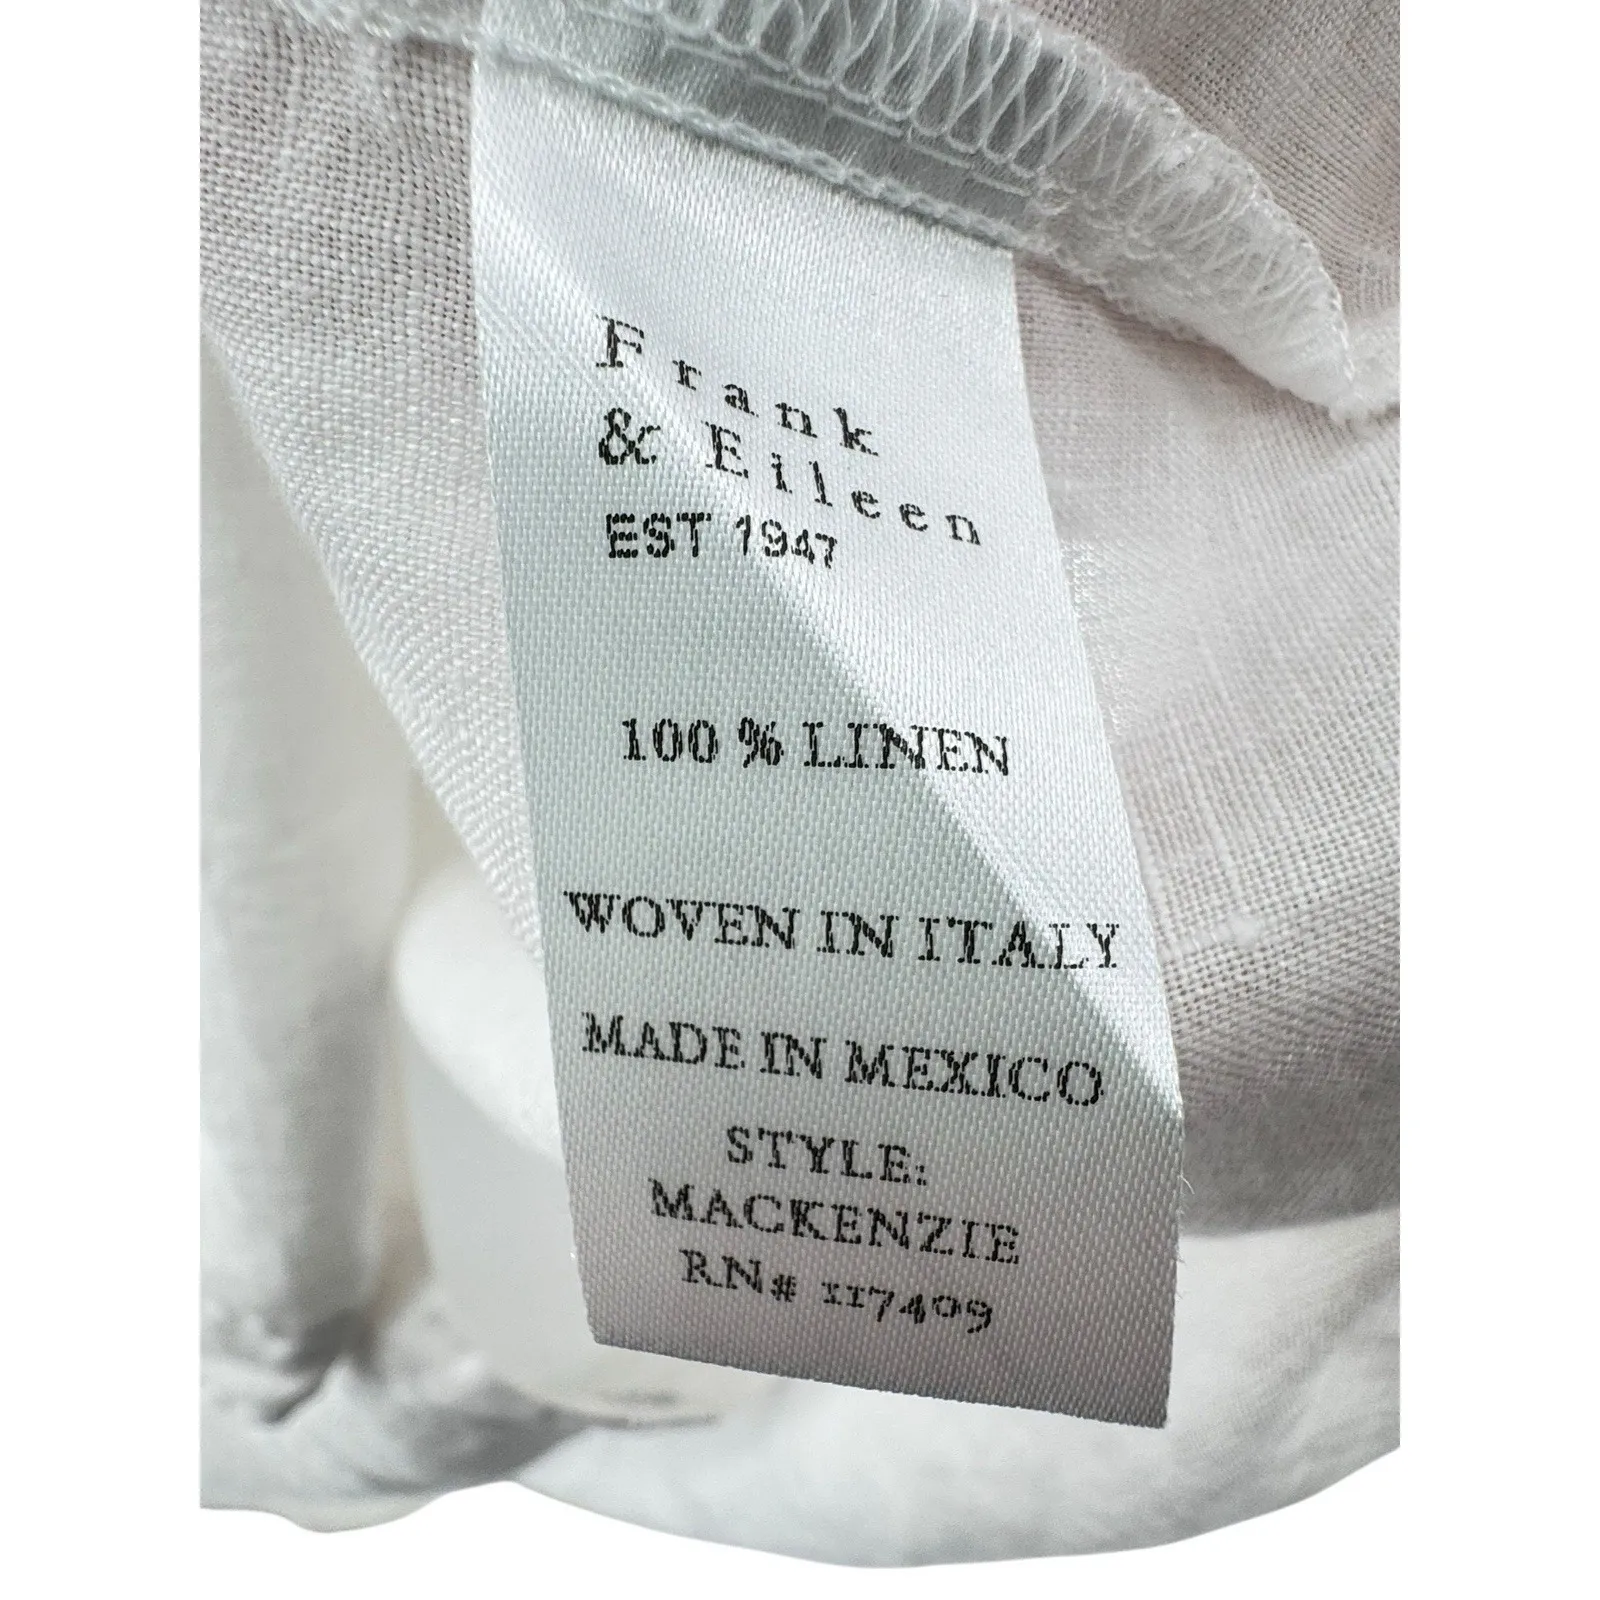 Frank
& Eileen
EST 1947
100 % LINEN
WOVEN IN ITALY
MADE IN MEXICO
STYLE:
MACKENZIE
RN# 117409